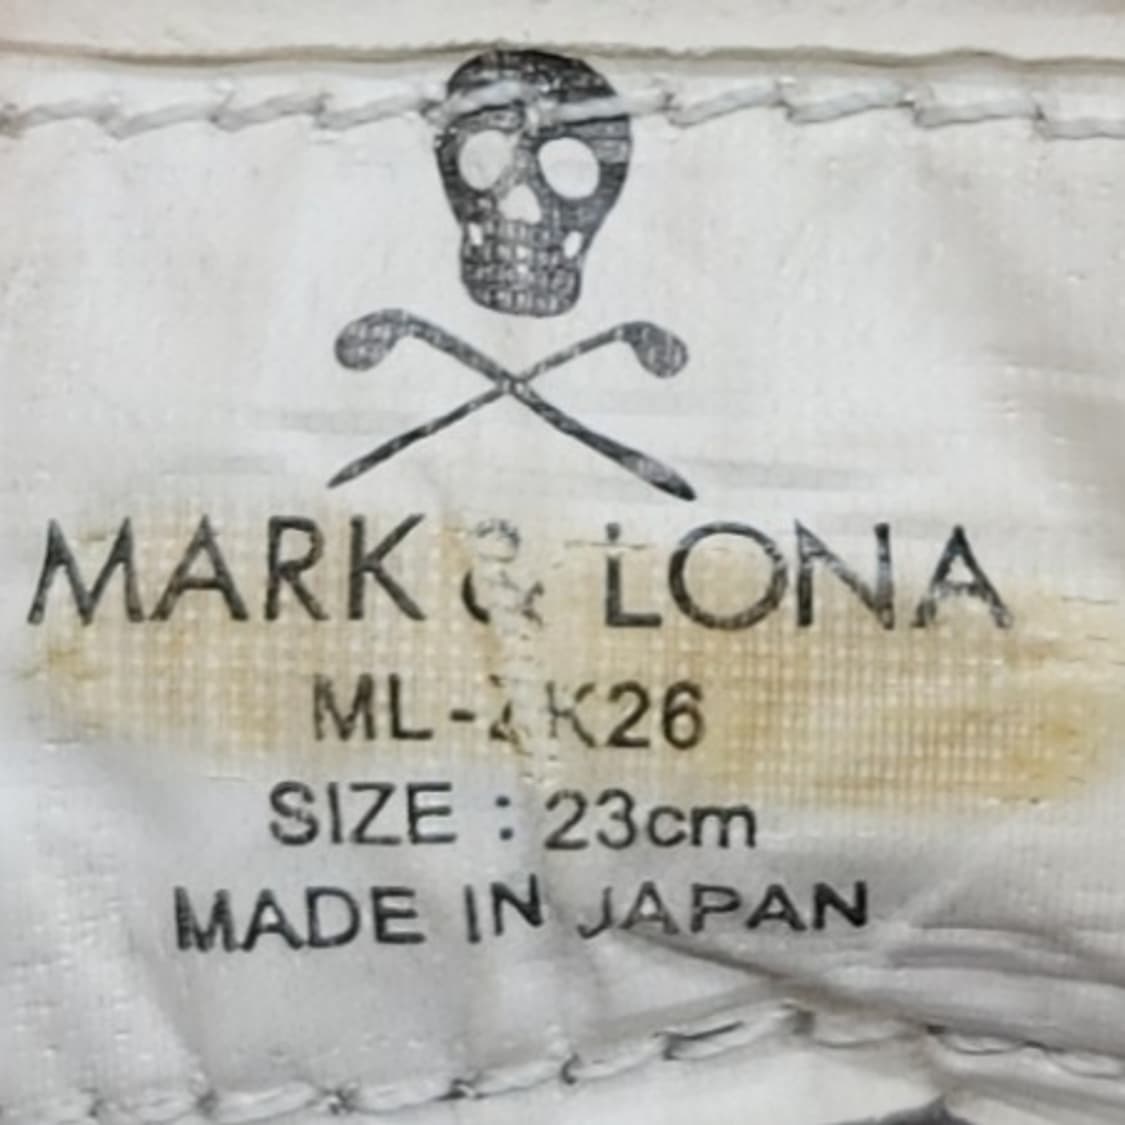 MARK & LONA
SIZE : 23cm
MADE IN JAPAN